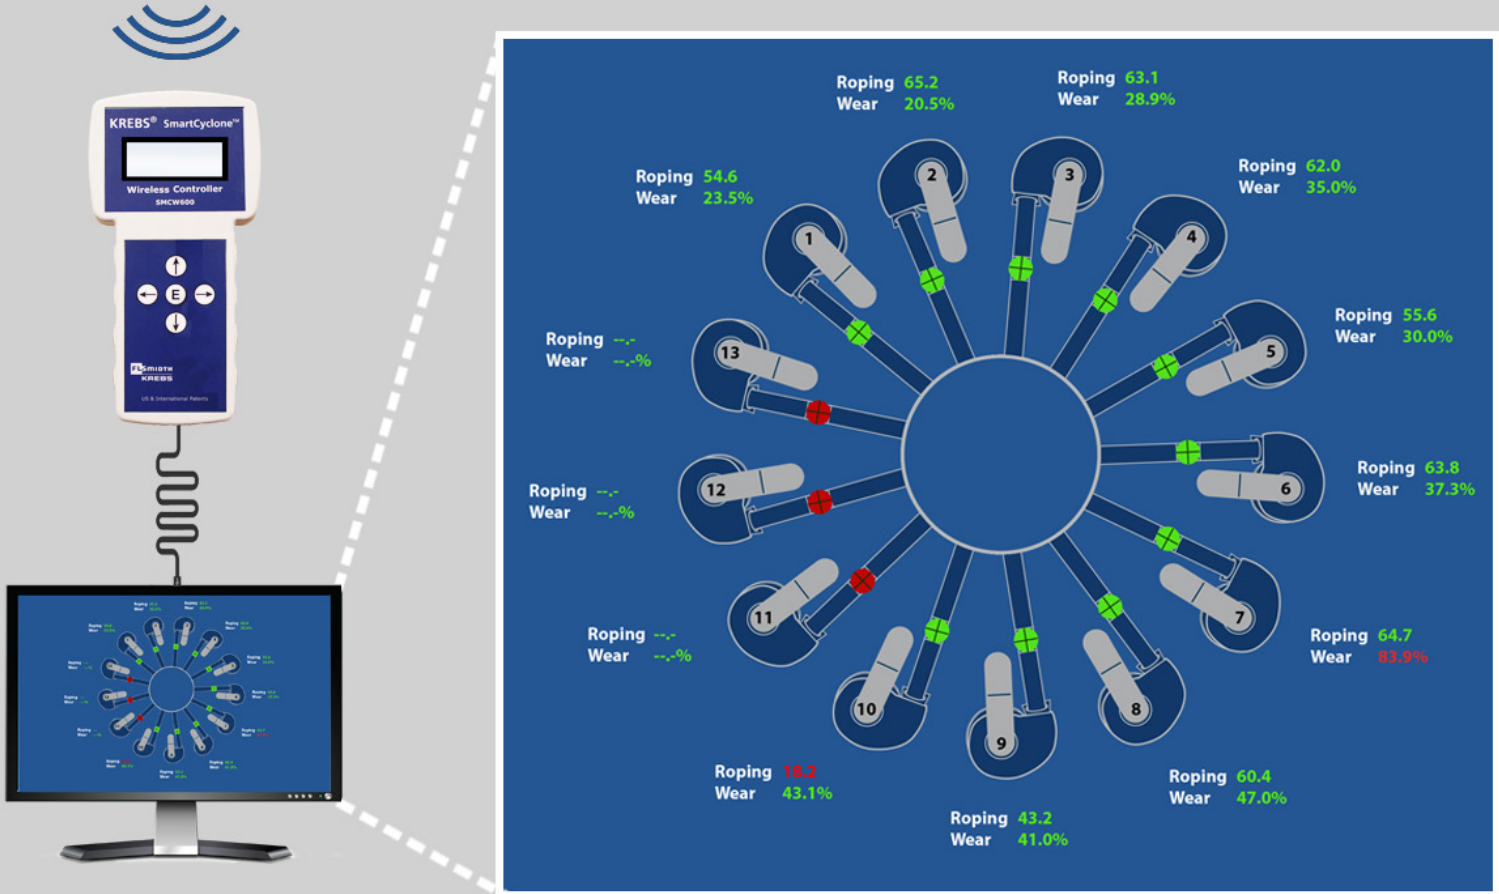 KREBS® SmartCyclone™
Wireless Controller
SMCW600
E
FLSMIDTH
KREBS
US & International Patents
Roping 65.2
Wear 20.5%
Roping 63.1
Wear 28.9%
Roping 54.6
Wear 23.5%
Roping 62.0
Wear 35.0%
Roping 55.6
Wear 30.0%
Roping --.-
Wear --.-%
Roping 63.8
Wear 37.3%
Roping --.-
Wear --.-%
Roping --.-
Wear --.-%
Roping 64.7
Wear 83.9%
Roping 18.2
Wear 43.1%
Roping 60.4
Wear 47.0%
Roping 43.2
Wear 41.0%
1
2
3
4
5
6
7
8
9
10
11
12
13